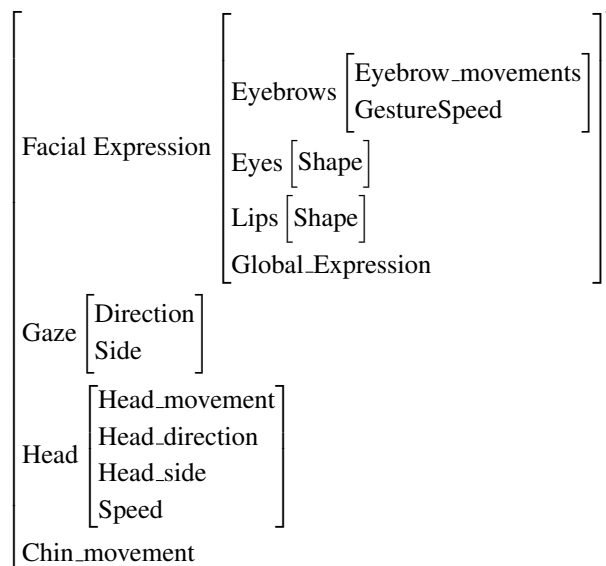 Eyebrow_movements
Eyebrows
GestureSpeed
Facial Expression
Eyes [Shape]
Lips [Shape]
Global_Expression
Direction
Gaze
Side
Head_movement
Head_direction
Head
Head_side
Speed
Chin_movement